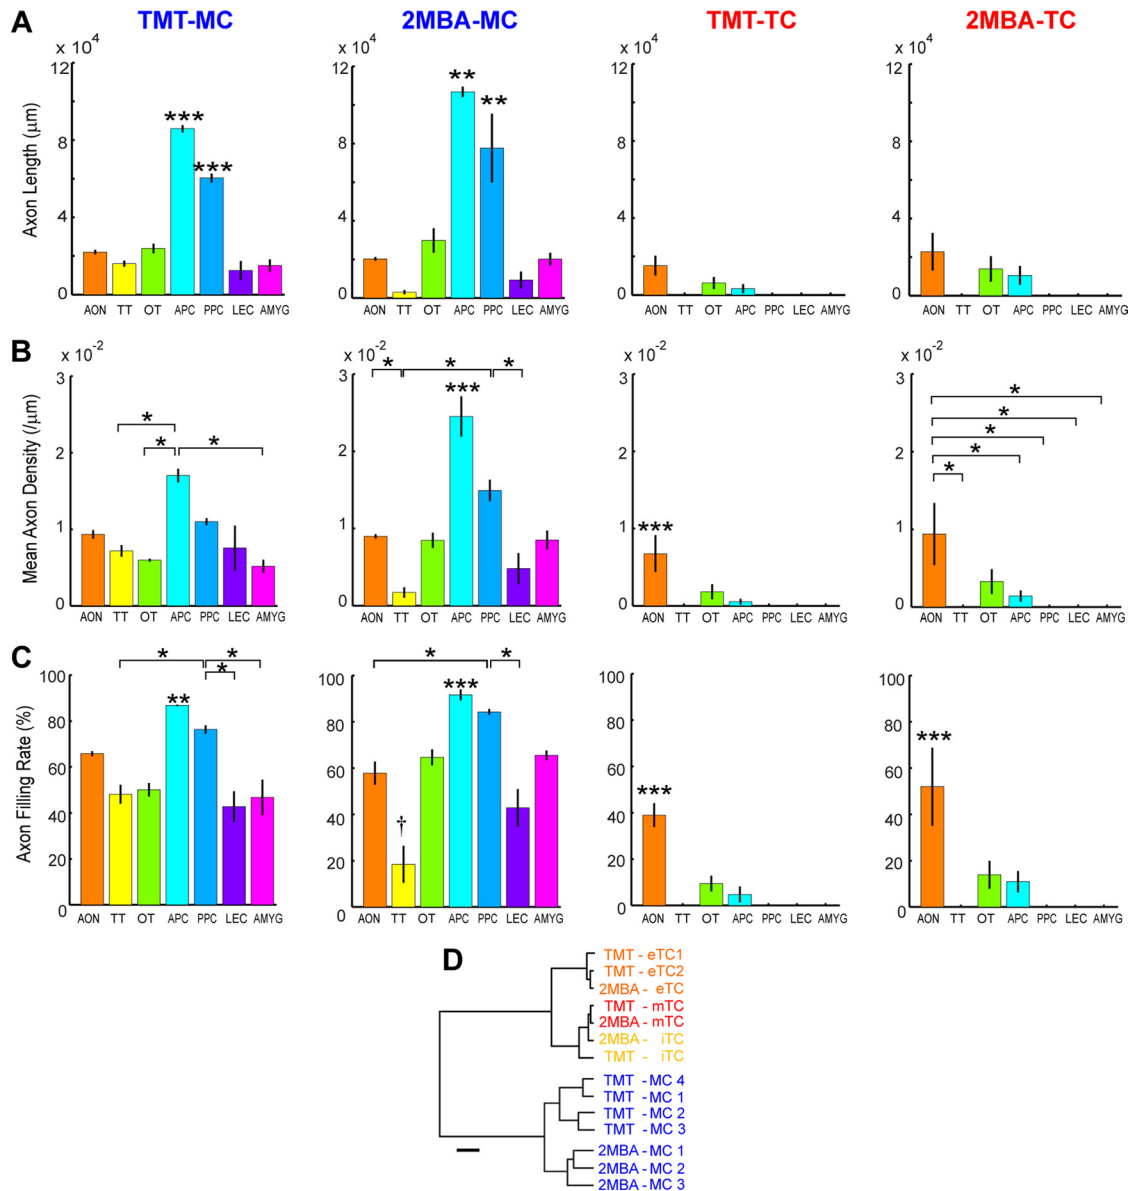 A
TMT-MC 2MBA-MC TMT-TC 2MBA-TC
x 10⁴ x 10⁴ x 10⁴ x 10⁴
Axon Length (μm)
12 12 12 12
8 8 8 8
4 4 4 4
0 0 0 0
*** *** ** **
AON TT OT APC PPC LEC AMYG AON TT OT APC PPC LEC AMYG AON TT OT APC PPC LEC AMYG AON TT OT APC PPC LEC AMYG
B
x 10⁻² x 10⁻² x 10⁻² x 10⁻²
Mean Axon Density (/μm)
3 3 3 3
2 2 2 2
1 1 1 1
0 0 0 0
* * * * * * *** *** * * * * *
AON TT OT APC PPC LEC AMYG AON TT OT APC PPC LEC AMYG AON TT OT APC PPC LEC AMYG AON TT OT APC PPC LEC AMYG
C
Axon Filling Rate (%)
100 100 100 100
80 80 80 80
60 60 60 60
40 40 40 40
20 20 20 20
0 0 0 0
* * * ** * * *** † *** ***
AON TT OT APC PPC LEC AMYG AON TT OT APC PPC LEC AMYG AON TT OT APC PPC LEC AMYG AON TT OT APC PPC LEC AMYG
D
TMT - eTC1
TMT - eTC2
2MBA - eTC
TMT - mTC
2MBA - mTC
2MBA - iTC
TMT - iTC
TMT - MC 4
TMT - MC 1
TMT - MC 2
TMT - MC 3
2MBA - MC 1
2MBA - MC 2
2MBA - MC 3